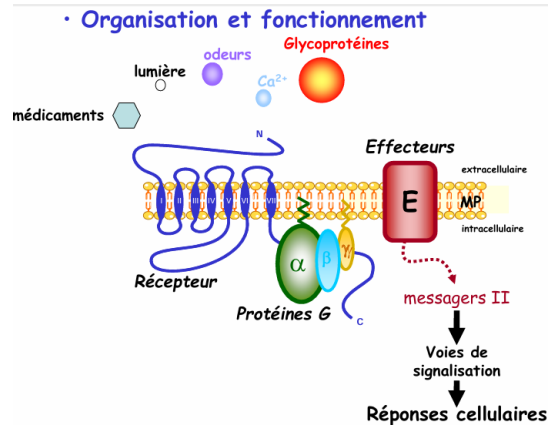 • Organisation et fonctionnement
Glycoprotéines
odeurs
lumière
Ca²⁺
médicaments
N
Effecteurs
extracellulaire
I II III IV V VI VII
E
MP
intracellulaire
α β γ
Récepteur
Protéines G
C
messagers II
Voies de
signalisation
Réponses cellulaires